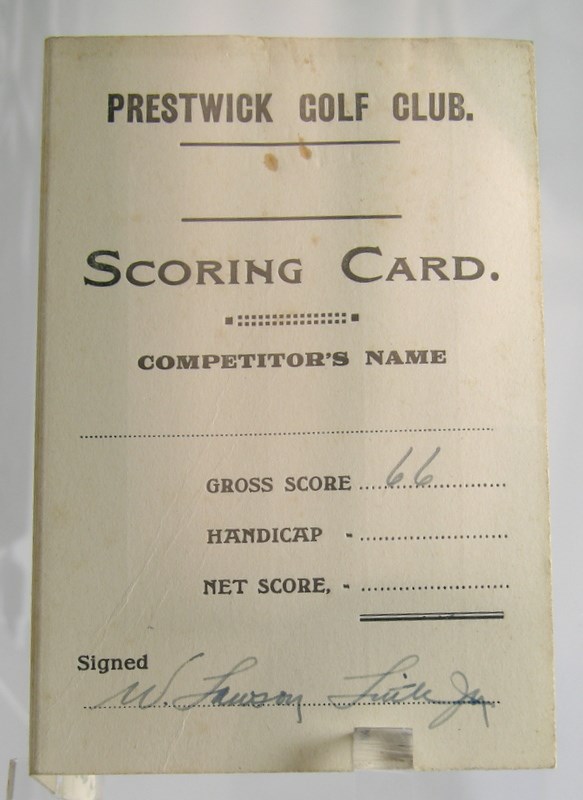 PRESTWICK GOLF CLUB.
SCORING CARD.
COMPETITOR'S NAME
GROSS SCORE 66
HANDICAP -
NET SCORE, -
Signed
W. Lawson Little Jr